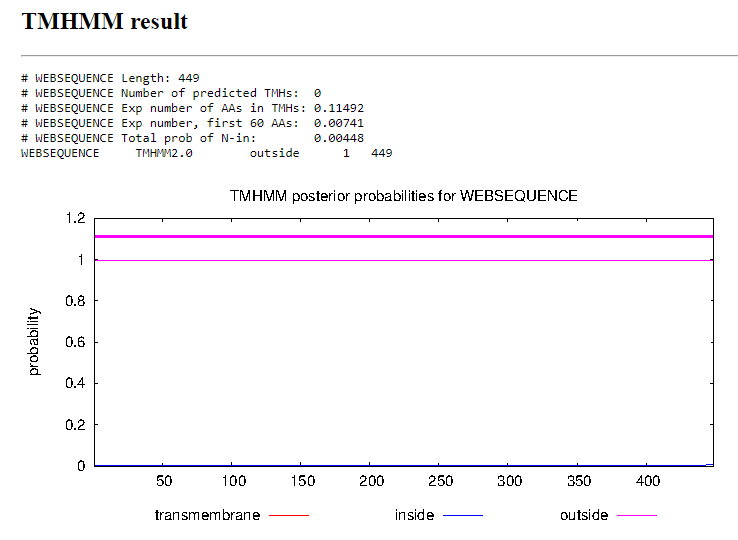 TMHMM result
# WEBSEQUENCE Length: 449
# WEBSEQUENCE Number of predicted TMHs:  0
# WEBSEQUENCE Exp number of AAs in TMHs: 0.11492
# WEBSEQUENCE Exp number, first 60 AAs:  0.00741
# WEBSEQUENCE Total prob of N-in:        0.00448
WEBSEQUENCE     TMHMM2.0        outside      1   449
TMHMM posterior probabilities for WEBSEQUENCE
1.2
1
0.8
0.6
0.4
0.2
0
probability
50 100 150 200 250 300 350 400
transmembrane inside outside